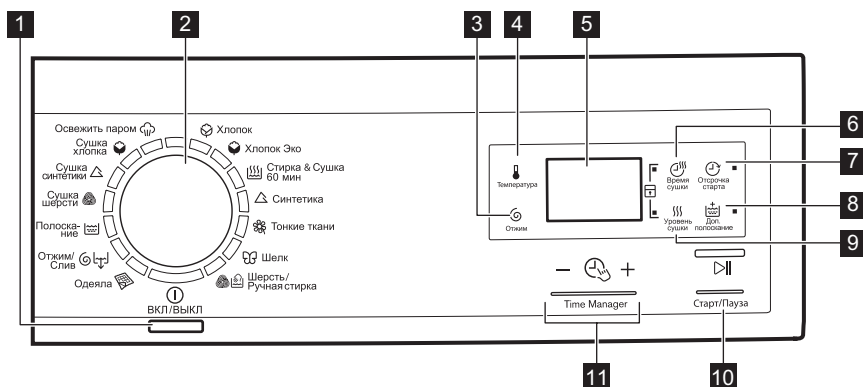 1
2
3
4
5
6
7
8
9
10
11
Освежить паром
Сушка
хлопка
Сушка
синтетики
Сушка
шерсти
Полоска-
ние
Отжим/
Слив
Одеяла
Хлопок
Хлопок Эко
Стирка & Сушка
60 мин
Синтетика
Тонкие ткани
Шелк
Шерсть/
Ручная стирка
ВКЛ/ВЫКЛ
Температура
Отжим
Время
сушки
Отсрочка
старта
Уровень
сушки
Доп.
полоскание
Time Manager
Старт/Пауза